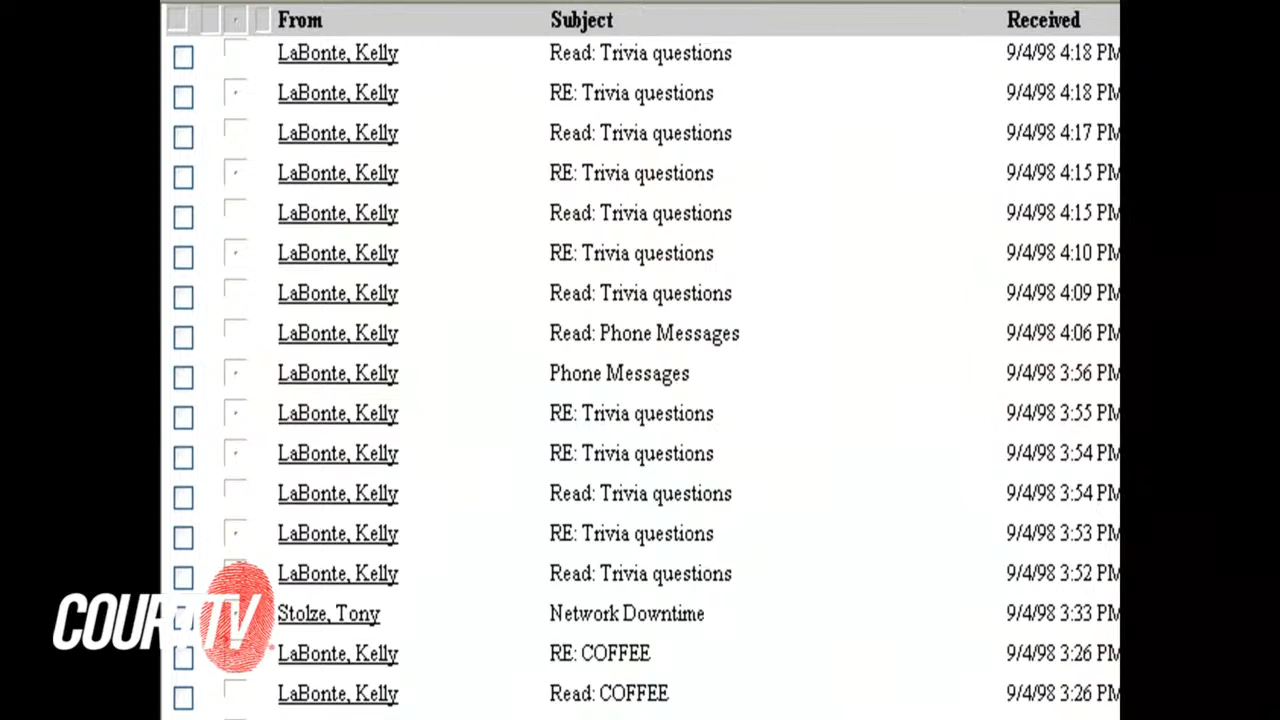 From Subject Received
LaBonte, Kelly Read: Trivia questions 9/4/98 4:18 PM
LaBonte, Kelly RE: Trivia questions 9/4/98 4:18 PM
LaBonte, Kelly Read: Trivia questions 9/4/98 4:17 PM
LaBonte, Kelly RE: Trivia questions 9/4/98 4:15 PM
LaBonte, Kelly Read: Trivia questions 9/4/98 4:15 PM
LaBonte, Kelly RE: Trivia questions 9/4/98 4:10 PM
LaBonte, Kelly Read: Trivia questions 9/4/98 4:09 PM
LaBonte, Kelly Read: Phone Messages 9/4/98 4:06 PM
LaBonte, Kelly Phone Messages 9/4/98 3:56 PM
LaBonte, Kelly RE: Trivia questions 9/4/98 3:55 PM
LaBonte, Kelly RE: Trivia questions 9/4/98 3:54 PM
LaBonte, Kelly Read: Trivia questions 9/4/98 3:54 PM
LaBonte, Kelly RE: Trivia questions 9/4/98 3:53 PM
LaBonte, Kelly Read: Trivia questions 9/4/98 3:52 PM
Stolze, Tony Network Downtime 9/4/98 3:33 PM
LaBonte, Kelly RE: COFFEE 9/4/98 3:26 PM
LaBonte, Kelly Read: COFFEE 9/4/98 3:26 PM
COURT TV